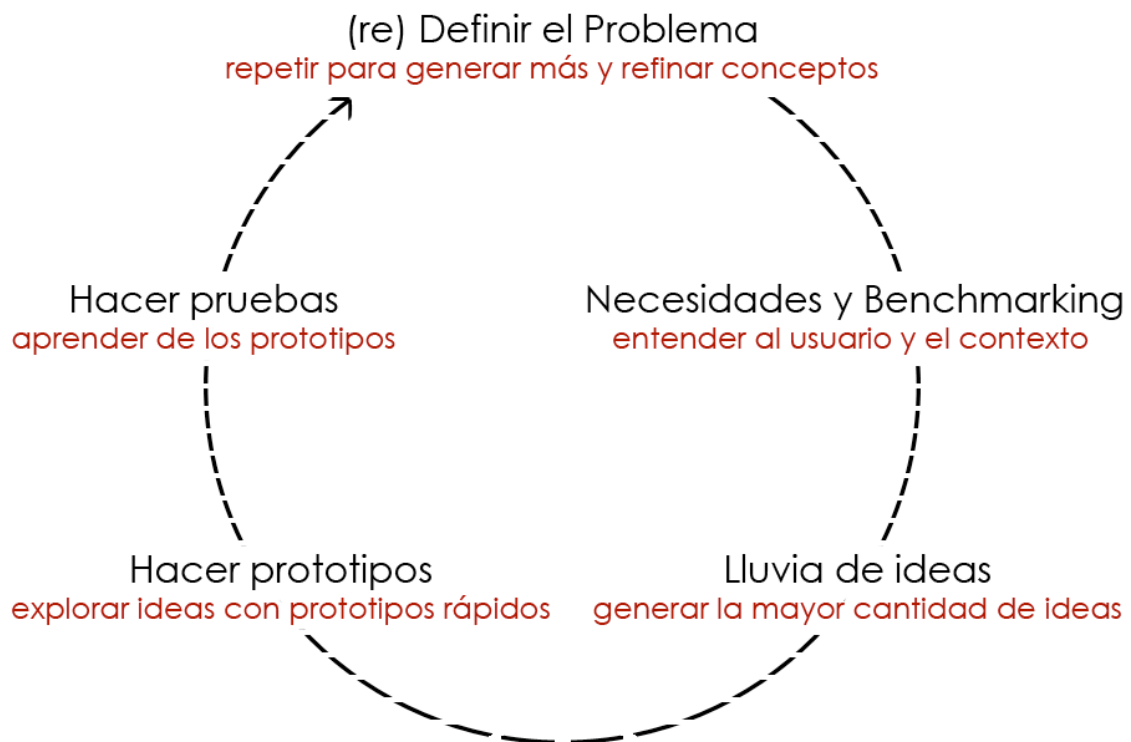 (re) Definir el Problema
repetir para generar más y refinar conceptos
Hacer pruebas
aprender de los prototipos
Necesidades y Benchmarking
entender al usuario y el contexto
Hacer prototipos
explorar ideas con prototipos rápidos
Lluvia de ideas
generar la mayor cantidad de ideas